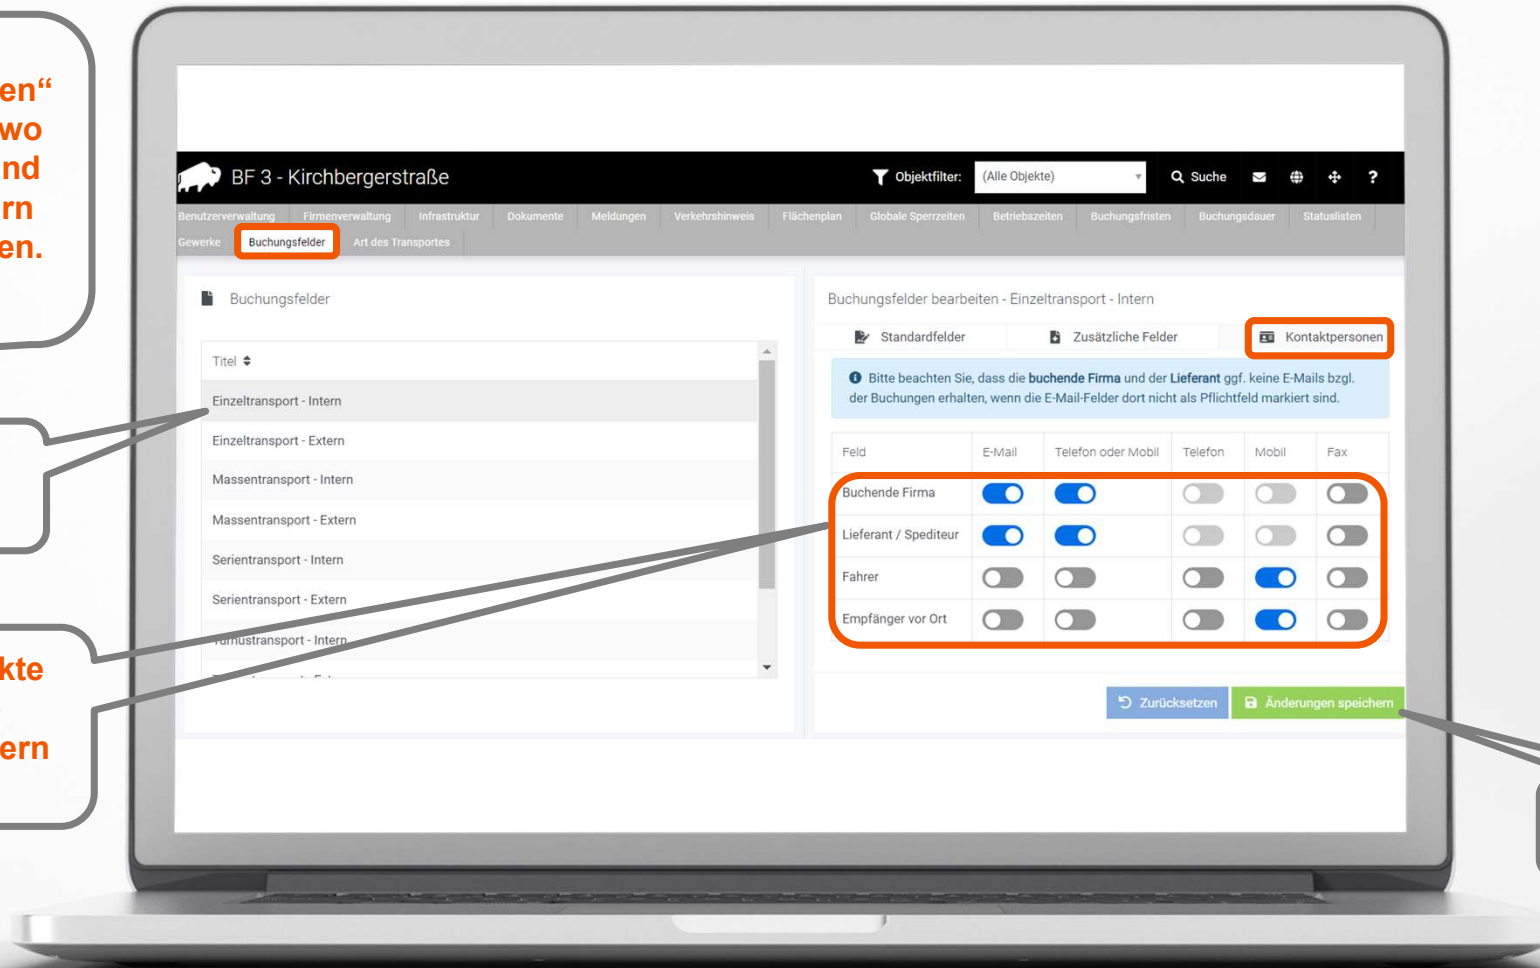 en“
wo
nd
rn
en.
kte
ern
BF 3 - Kirchbergerstraße
Objektfilter: (Alle Objekte) Suche ?
Benutzerverwaltung Firmenverwaltung Infrastruktur Dokumente Meldungen Verkehrshinweis Flächenplan Globale Sperrzeiten Betriebszeiten Buchungsfristen Buchungsdauer Statuslisten
Gewerke Buchungsfelder Art des Transportes
Buchungsfelder
Titel
Einzeltransport - Intern
Einzeltransport - Extern
Massentransport - Intern
Massentransport - Extern
Serientransport - Intern
Serientransport - Extern
Turnustransport - Intern
Buchungsfelder bearbeiten - Einzeltransport - Intern
Standardfelder Zusätzliche Felder Kontaktpersonen
Bitte beachten Sie, dass die buchende Firma und der Lieferant ggf. keine E-Mails bzgl.
der Buchungen erhalten, wenn die E-Mail-Felder dort nicht als Pflichtfeld markiert sind.
Feld E-Mail Telefon oder Mobil Telefon Mobil Fax
Buchende Firma
Lieferant / Spediteur
Fahrer
Empfänger vor Ort
Zurücksetzen Änderungen speichern